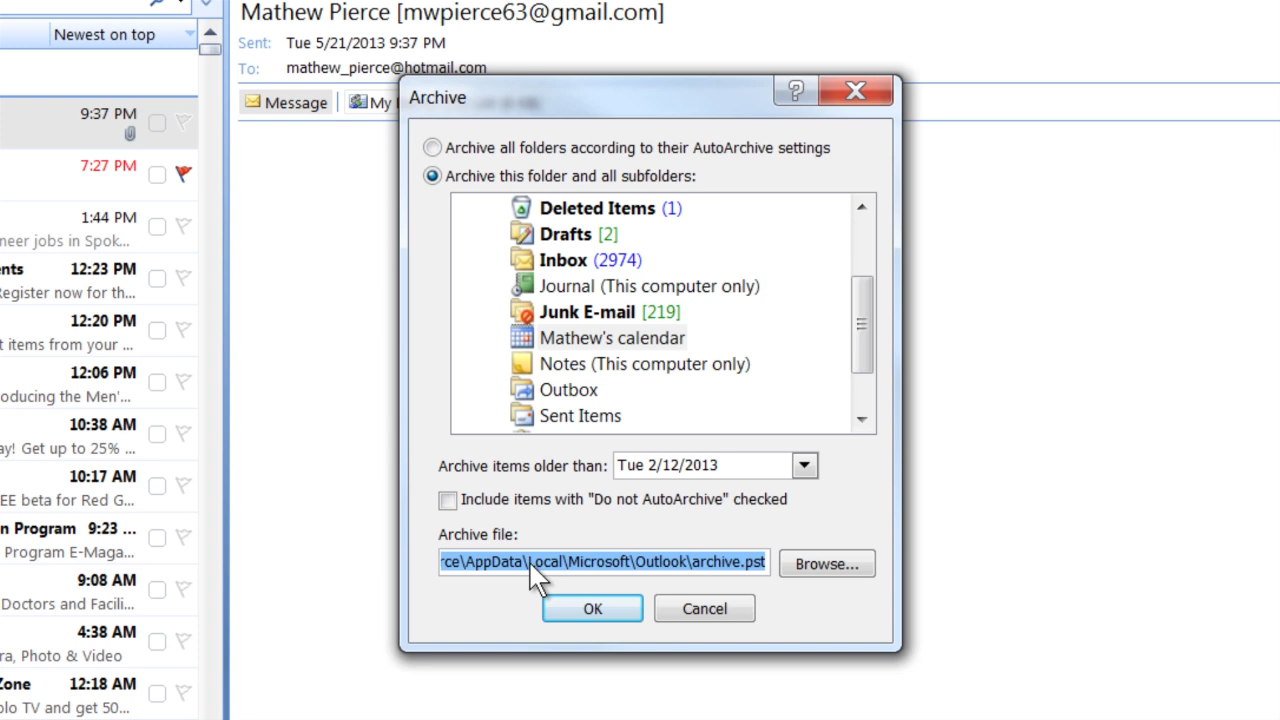 Mathew Pierce [mwpierce63@gmail.com]
Newest on top
Sent: Tue 5/21/2013 9:37 PM
To: mathew_pierce@hotmail.com
Message
My
Archive
9:37 PM
7:27 PM
1:44 PM
neer jobs in Spok...
ents 12:23 PM
Register now for th...
12:20 PM
t items from your ...
12:06 PM
oducing the Men'...
10:38 AM
ay! Get up to 25% ...
10:17 AM
EE beta for Red G...
n Program 9:23 ...
Program E-Maga...
9:08 AM
Doctors and Facili...
4:38 AM
ra, Photo & Video
Zone 12:18 AM
olo TV and get 50...
Archive all folders according to their AutoArchive settings
Archive this folder and all subfolders:
Deleted Items (1)
Drafts [2]
Inbox (2974)
Journal (This computer only)
Junk E-mail [219]
Mathew's calendar
Notes (This computer only)
Outbox
Sent Items
Archive items older than: Tue 2/12/2013
Include items with "Do not AutoArchive" checked
Archive file:
rce\AppData\Local\Microsoft\Outlook\archive.pst
Browse...
OK
Cancel